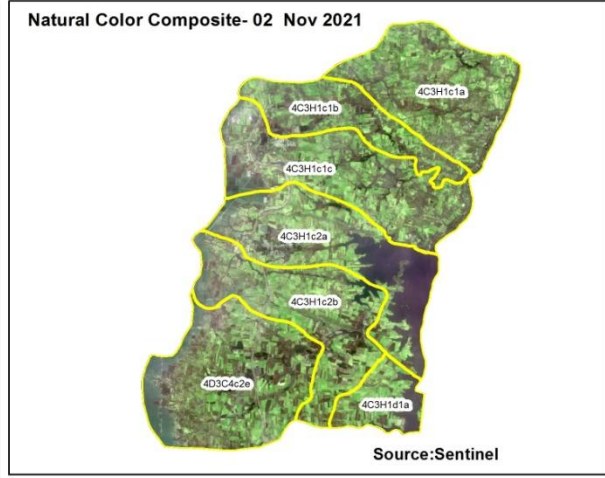 Natural Color Composite- 02 Nov 2021
4C3H1c1a
4C3H1c1b
4C3H1c1c
4C3H1c2a
4C3H1c2b
4D3C4c2e
4C3H1d1a
Source:Sentinel